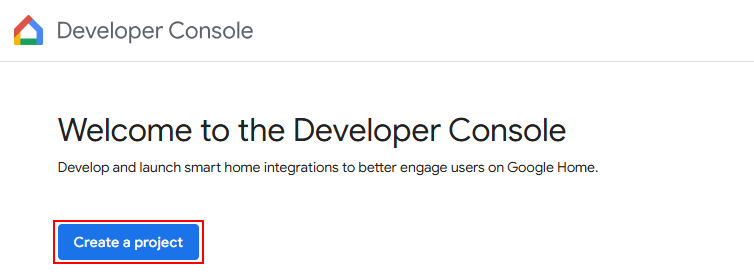 Developer Console
Welcome to the Developer Console
Develop and launch smart home integrations to better engage users on Google Home.
Create a project